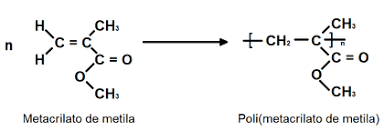 n
H CH₃
C = C
H C = O
O
CH₃
CH₃
[ CH₂ — C ]n
C = O
O
CH₃
Metacrilato de metila
Poli(metacrilato de metila)